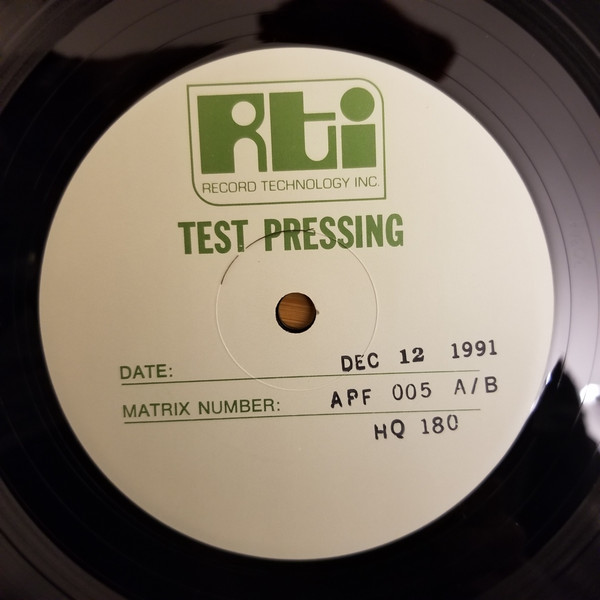 Rti
RECORD TECHNOLOGY INC.
TEST PRESSING
DATE: DEC 12 1991
MATRIX NUMBER: APF 005 A/B
HQ 180